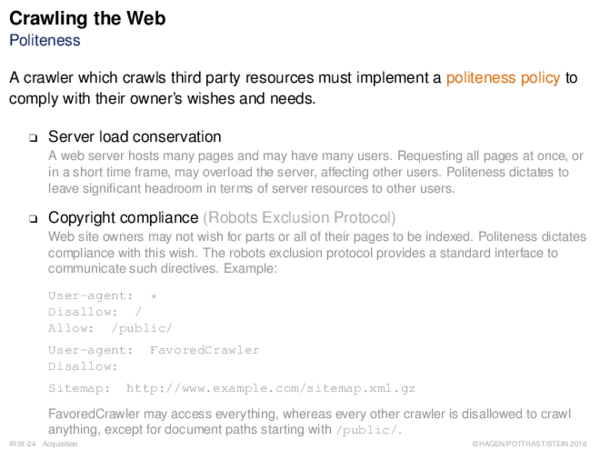 Crawling the Web
Politeness
A crawler which crawls third party resources must implement a politeness policy to
comply with their owner's wishes and needs.
❑ Server load conservation
A web server hosts many pages and may have many users. Requesting all pages at once, or
in a short time frame, may overload the server, affecting other users. Politeness dictates to
leave significant headroom in terms of server resources to other users.
❑ Copyright compliance (Robots Exclusion Protocol)
Web site owners may not wish for parts or all of their pages to be indexed. Politeness dictates
compliance with this wish. The robots exclusion protocol provides a standard interface to
communicate such directives. Example:
User-agent: *
Disallow: /
Allow: /public/
User-agent: FavoredCrawler
Disallow:
Sitemap: http://www.example.com/sitemap.xml.gz
FavoredCrawler may access everything, whereas every other crawler is disallowed to crawl
anything, except for document paths starting with /public/.
IR:IX-24 Acquisition ©HAGEN/POTTHAST/STEIN 2018